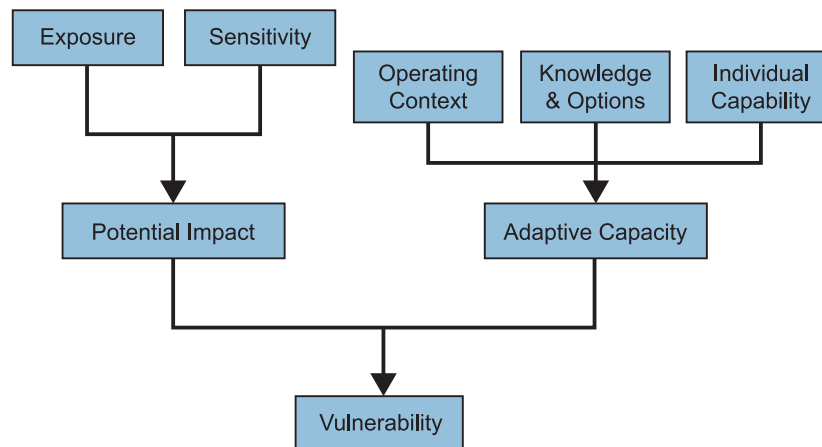 Exposure
Sensitivity
Operating
Context
Knowledge
& Options
Individual
Capability
Potential Impact
Adaptive Capacity
Vulnerability